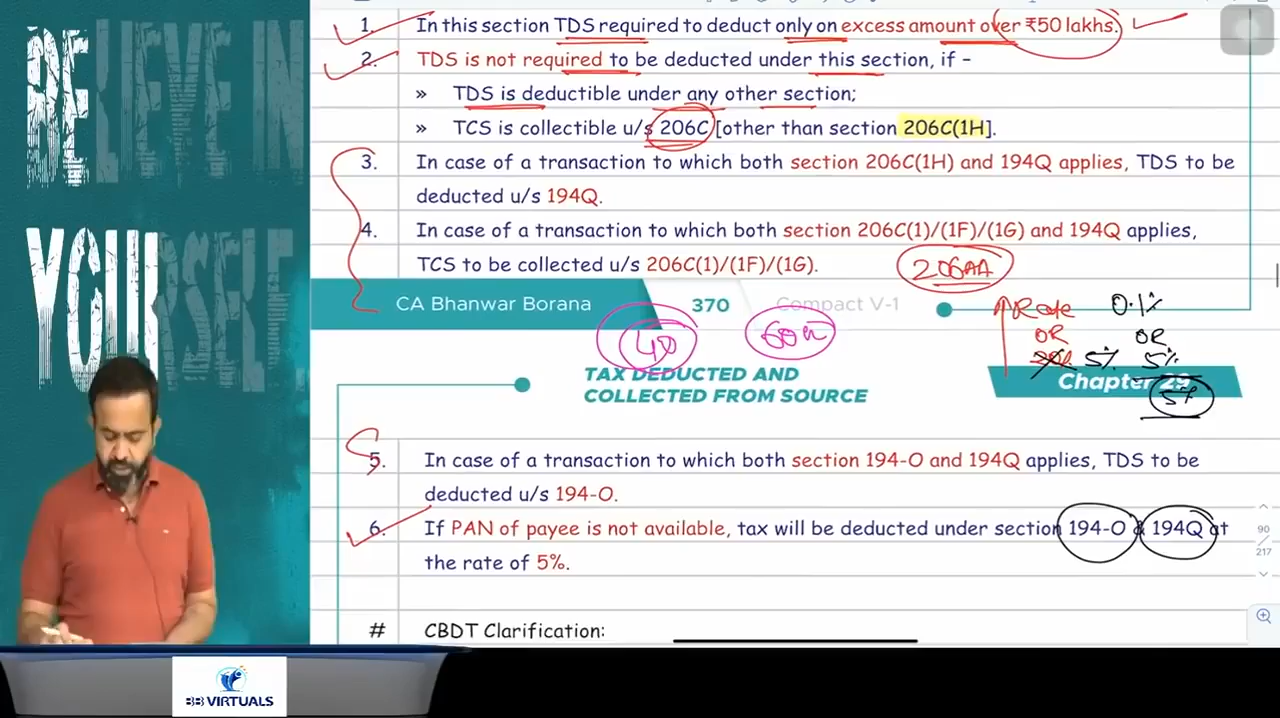 BELIEVE IN
YOURSELF
1. In this section TDS required to deduct only on excess amount over ₹50 lakhs.
2. TDS is not required to be deducted under this section, if –
» TDS is deductible under any other section;
» TCS is collectible u/s 206C [other than section 206C(1H].
3. In case of a transaction to which both section 206C(1H) and 194Q applies, TDS to be
deducted u/s 194Q.
4. In case of a transaction to which both section 206C(1)/(1F)/(1G) and 194Q applies,
TCS to be collected u/s 206C(1)/(1F)/(1G).
206AA
CA Bhanwar Borana 370 Compact V-1
Rate 0.1%
OR OR
5% 5%
5%
40
60
TAX DEDUCTED AND
COLLECTED FROM SOURCE
Chapter 29
5. In case of a transaction to which both section 194-O and 194Q applies, TDS to be
deducted u/s 194-O.
6. If PAN of payee is not available, tax will be deducted under section 194-O & 194Q at
the rate of 5%.
90
/
217
# CBDT Clarification:
BB VIRTUALS